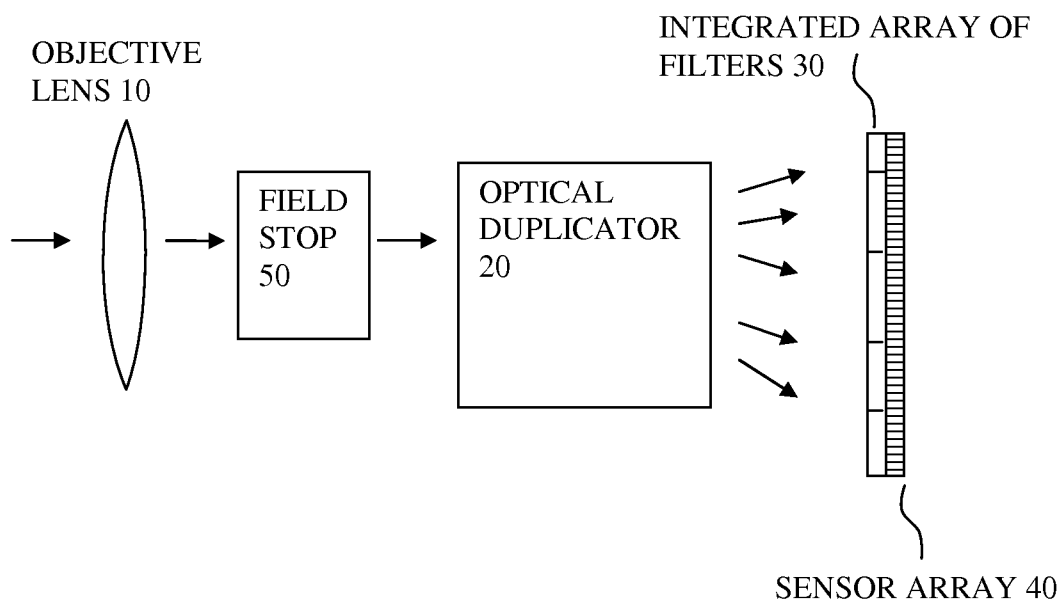 OBJECTIVE
LENS 10
INTEGRATED ARRAY OF
FILTERS 30
FIELD
STOP
50
OPTICAL
DUPLICATOR
20
SENSOR ARRAY 40